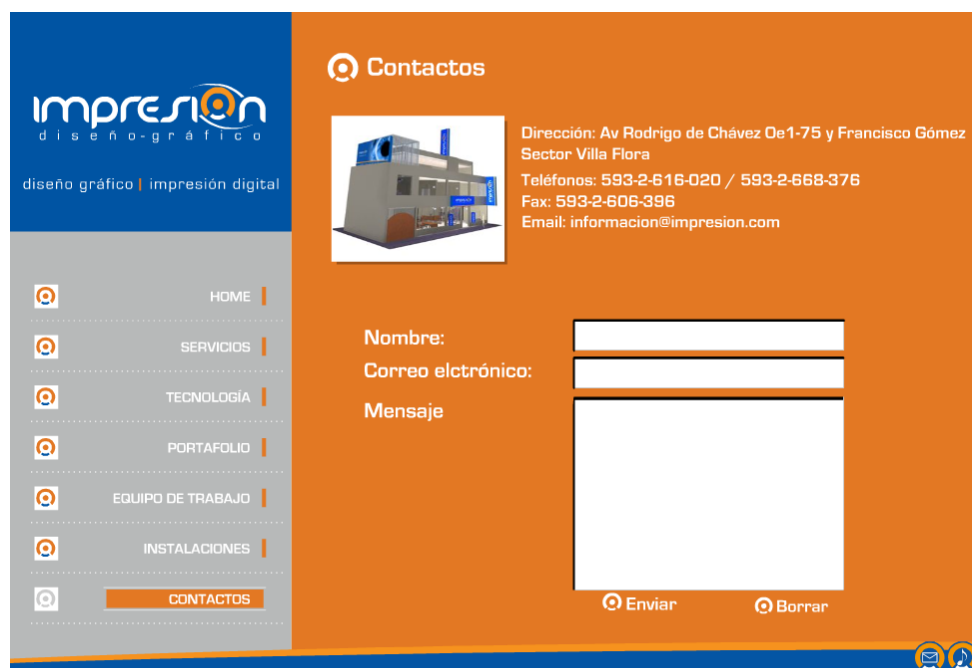 impresión
diseño-gráfico
diseño gráfico | impresión digital
HOME
SERVICIOS
TECNOLOGÍA
PORTAFOLIO
EQUIPO DE TRABAJO
INSTALACIONES
CONTACTOS
Contactos
Dirección: Av Rodrigo de Chávez Oe1-75 y Francisco Gómez
Sector Villa Flora
Teléfonos: 593-2-616-020 / 593-2-668-376
Fax: 593-2-606-396
Email: informacion@impresion.com
Nombre:
Correo elctrónico:
Mensaje
Enviar
Borrar